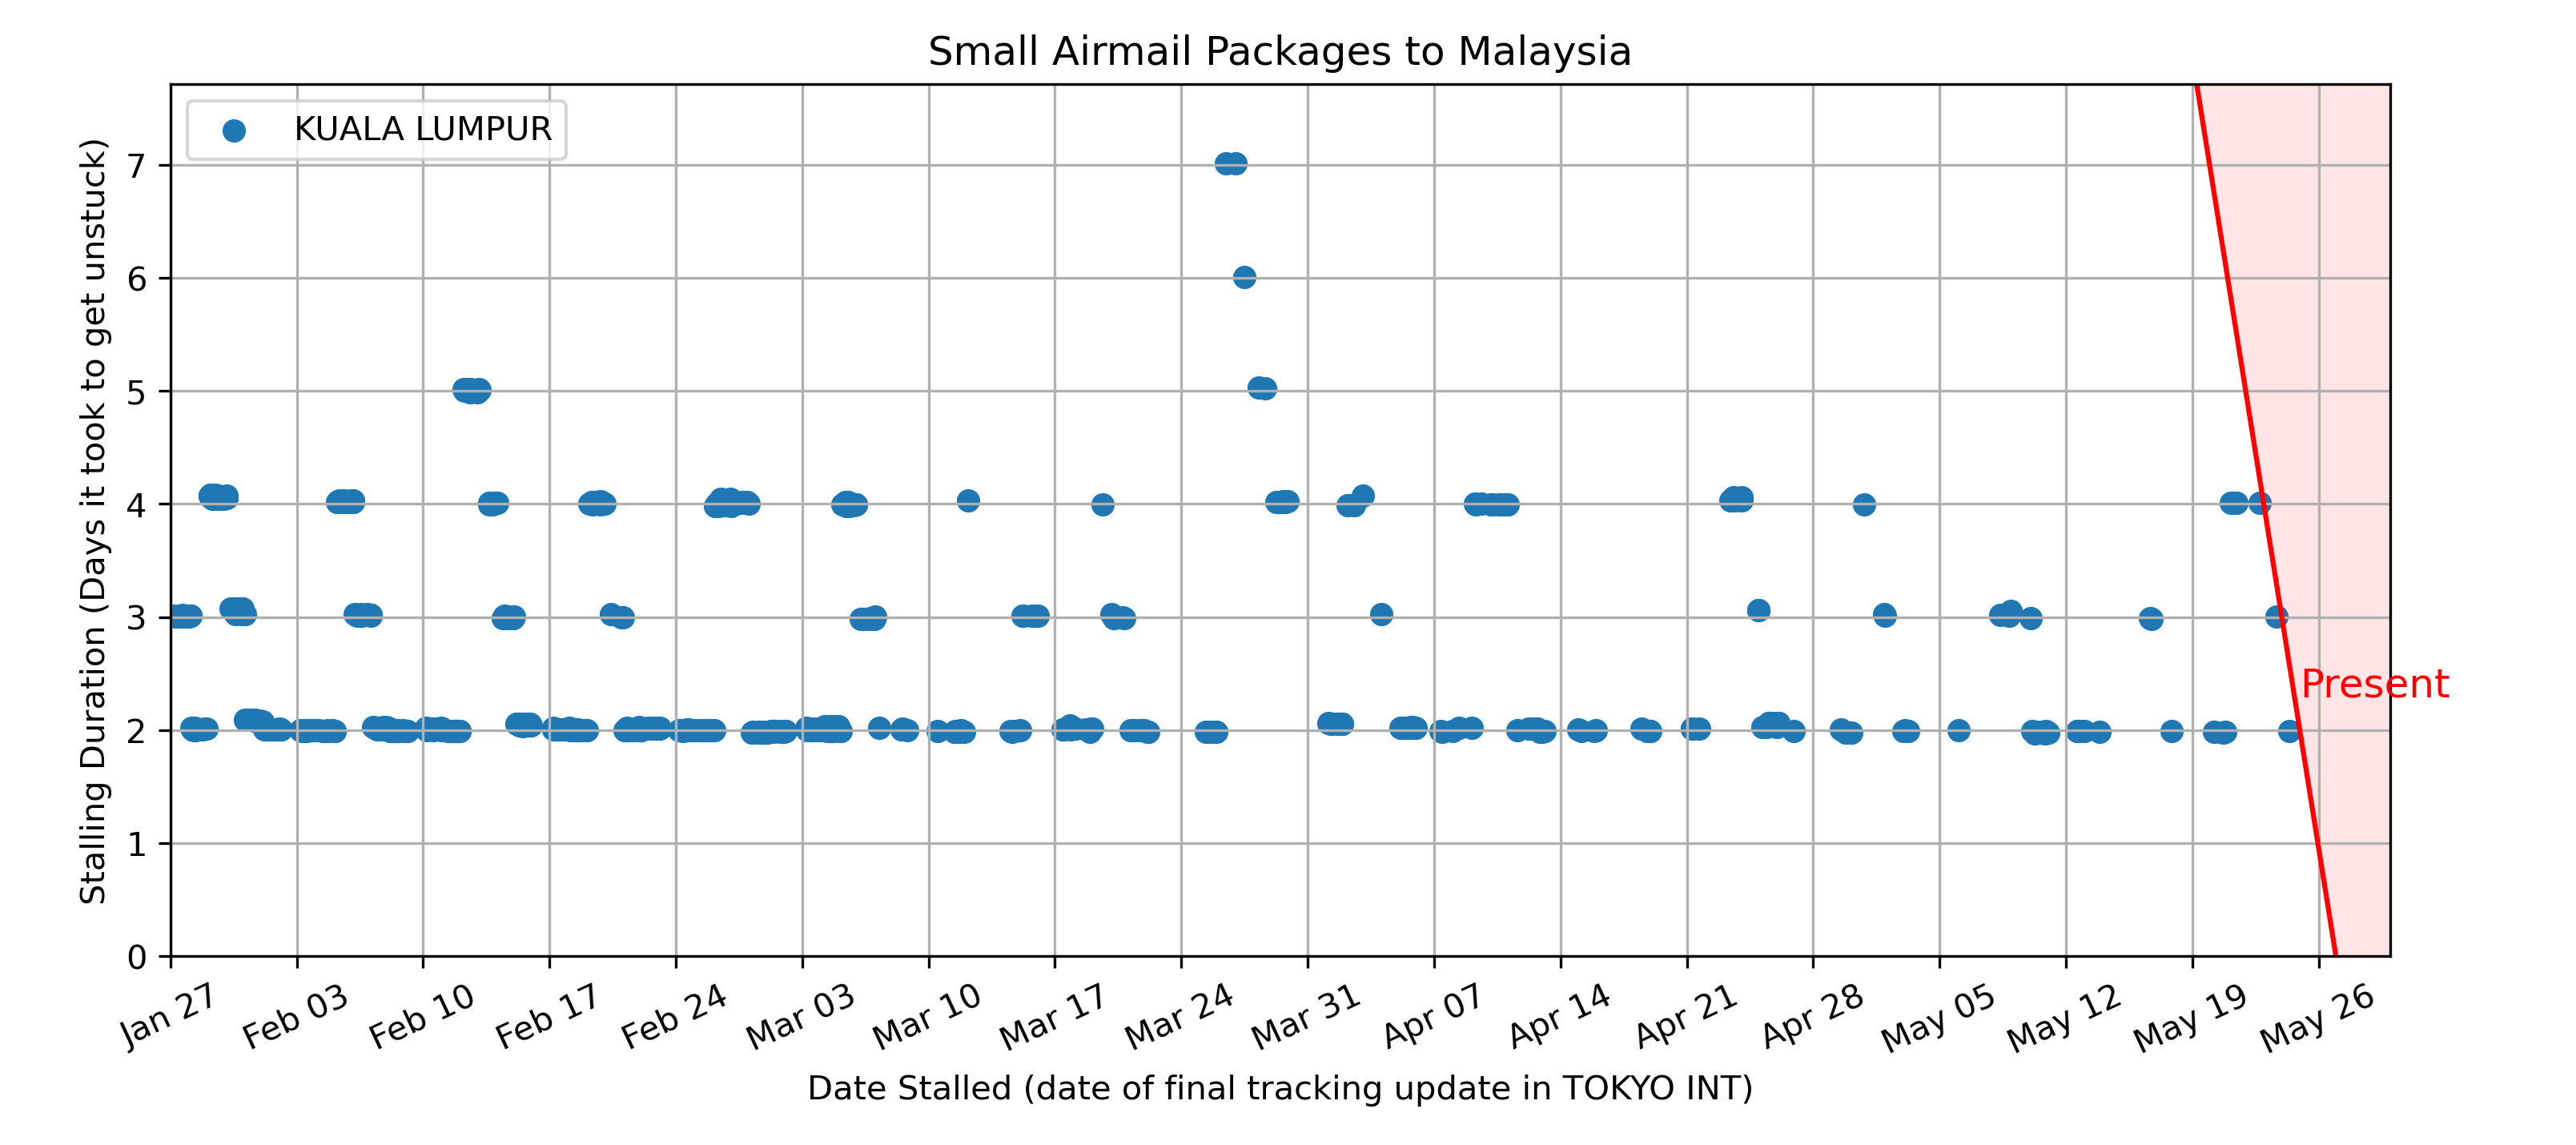 Small Airmail Packages to Malaysia
KUALA LUMPUR
Stalling Duration (Days it took to get unstuck)
7
6
5
4
3
2
1
0
Present
Jan 27
Feb 03
Feb 10
Feb 17
Feb 24
Mar 03
Mar 10
Mar 17
Mar 24
Mar 31
Apr 07
Apr 14
Apr 21
Apr 28
May 05
May 12
May 19
May 26
Date Stalled (date of final tracking update in TOKYO INT)